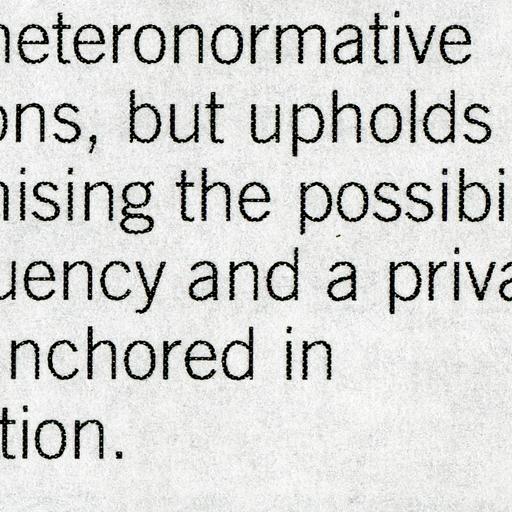 heteronormative
ons, but upholds
nising the possibi
uency and a priva
nchored in
tion.